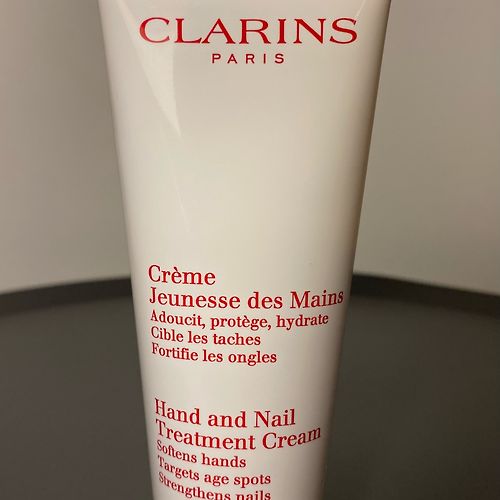 CLARINS
PARIS
Crème
Jeunesse des Mains
Adoucit, protège, hydrate
Cible les taches
Fortifie les ongles
Hand and Nail
Treatment Cream
Softens hands
Targets age spots
Strengthens nails